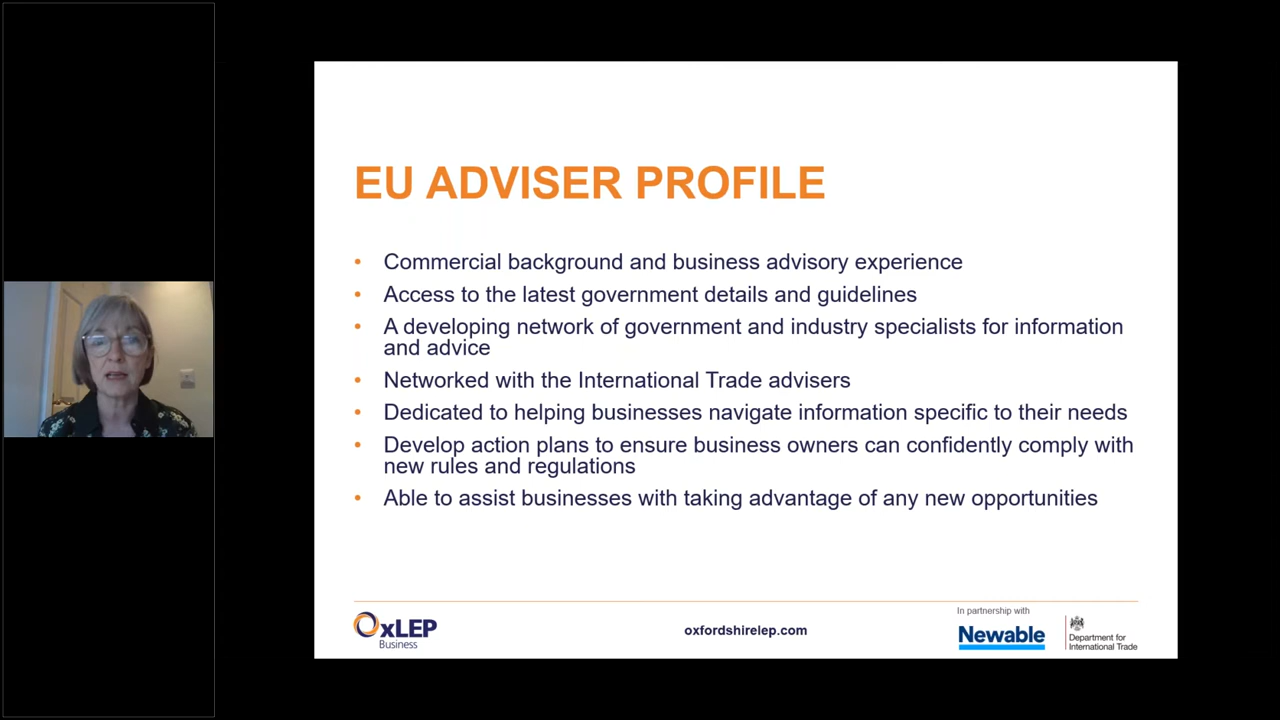 EU ADVISER PROFILE
• Commercial background and business advisory experience
• Access to the latest government details and guidelines
• A developing network of government and industry specialists for information
and advice
• Networked with the International Trade advisers
• Dedicated to helping businesses navigate information specific to their needs
• Develop action plans to ensure business owners can confidently comply with
new rules and regulations
• Able to assist businesses with taking advantage of any new opportunities
OxLEP
Business
oxfordshirelep.com
In partnership with
Newable
Department for
International Trade